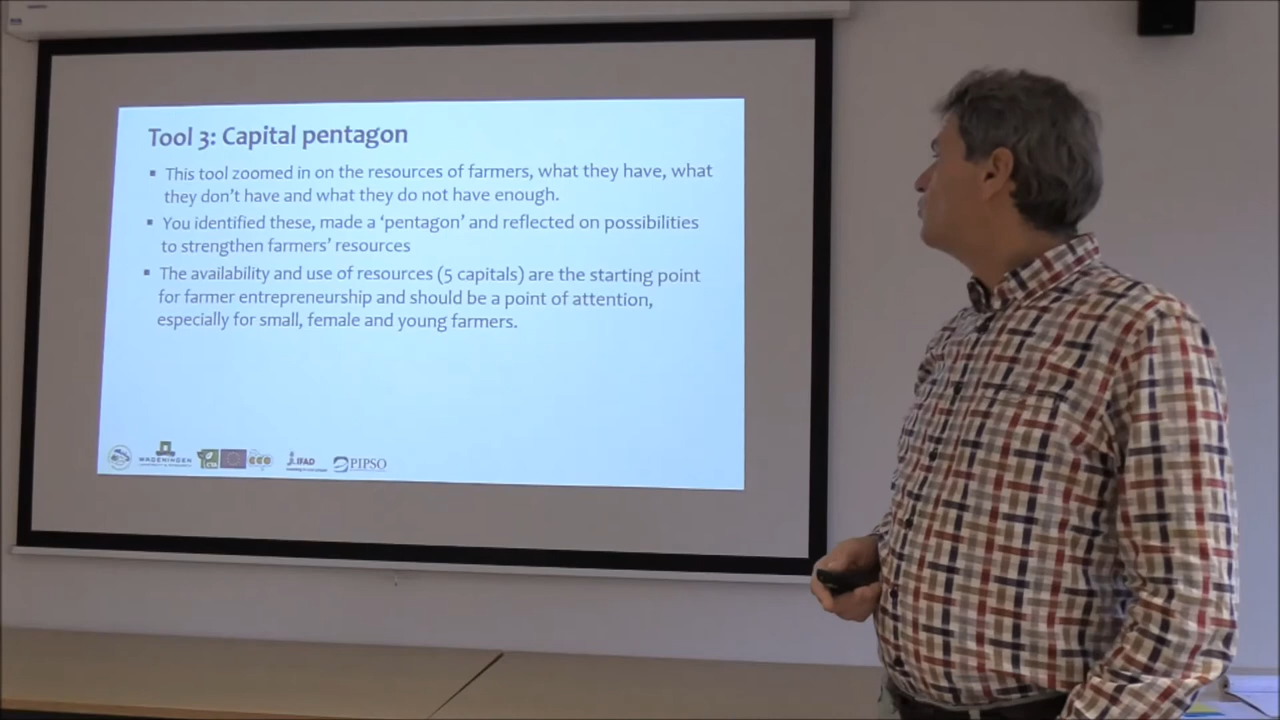 Tool 3: Capital pentagon
▪ This tool zoomed in on the resources of farmers, what they have, what
they don't have and what they do not have enough.
▪ You identified these, made a 'pentagon' and reflected on possibilities
to strengthen farmers' resources
▪ The availability and use of resources (5 capitals) are the starting point
for farmer entrepreneurship and should be a point of attention,
especially for small, female and young farmers.
WAGENINGEN
IFAD
PIPSO